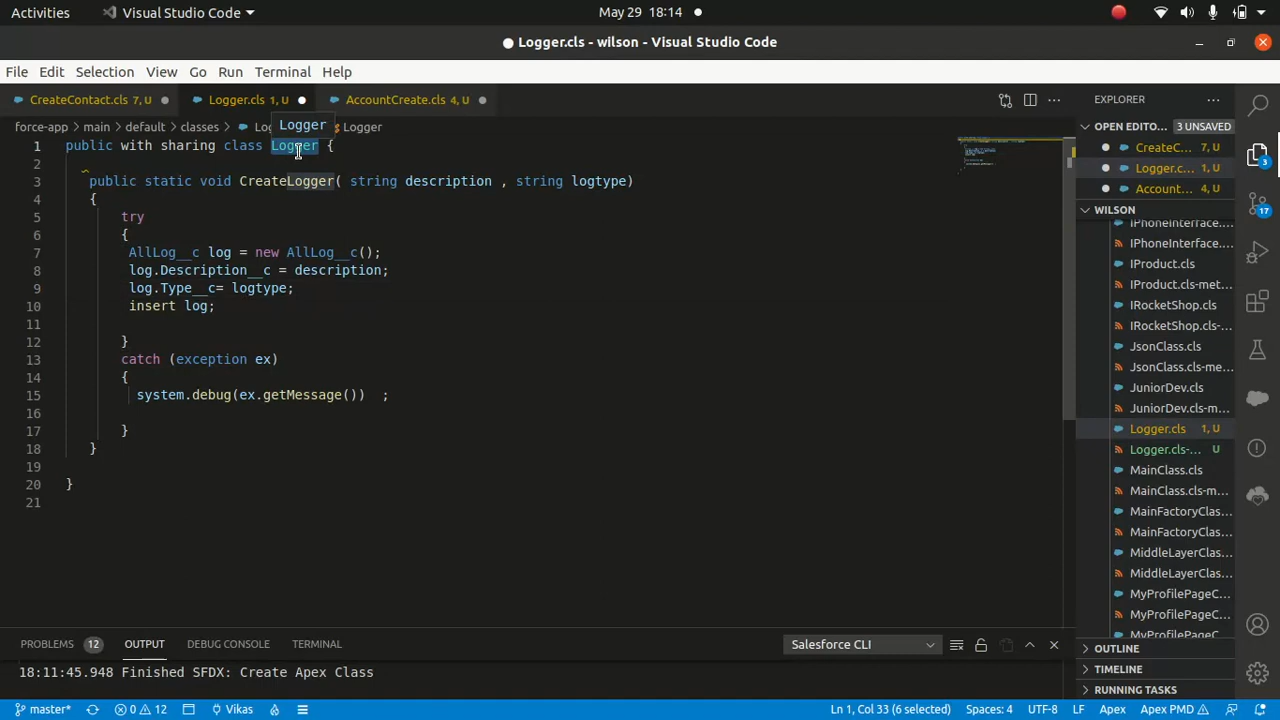 Activities Visual Studio Code May 29 18:14
● Logger.cls - wilson - Visual Studio Code
File Edit Selection View Go Run Terminal Help
CreateContact.cls 7, U Logger.cls 1, U AccountCreate.cls 4, U
EXPLORER
force-app > main > default > classes > Log Logger
Logger
1 public with sharing class Logger {
2
3 public static void CreateLogger( string description , string logtype)
4 {
5 try
6 {
7 AllLog__c log = new AllLog__c();
8 log.Description__c = description;
9 log.Type__c= logtype;
10 insert log;
11
12 }
13 catch (exception ex)
14 {
15 system.debug(ex.getMessage()) ;
16
17 }
18 }
19
20 }
21
OPEN EDITO... 3 UNSAVED
CreateC... 7, U
Logger.c... 1, U
Account... 4, U
WILSON
IPhoneInterface....
IPhoneInterface....
IProduct.cls
IProduct.cls-met...
IRocketShop.cls
IRocketShop.cls-...
JsonClass.cls
JsonClass.cls-me...
JuniorDev.cls
JuniorDev.cls-m...
Logger.cls 1, U
Logger.cls-... U
MainClass.cls
MainClass.cls-m...
MainFactoryClas...
MainFactoryClas...
MiddleLayerClas...
MiddleLayerClas...
MyProfilePageC...
MyProfilePageC...
MyProfilePageC
OUTLINE
TIMELINE
RUNNING TASKS
3
17
PROBLEMS 12 OUTPUT DEBUG CONSOLE TERMINAL Salesforce CLI
18:11:45.948 Finished SFDX: Create Apex Class
master* 0 12 Vikas Ln 1, Col 33 (6 selected) Spaces: 4 UTF-8 LF Apex Apex PMD